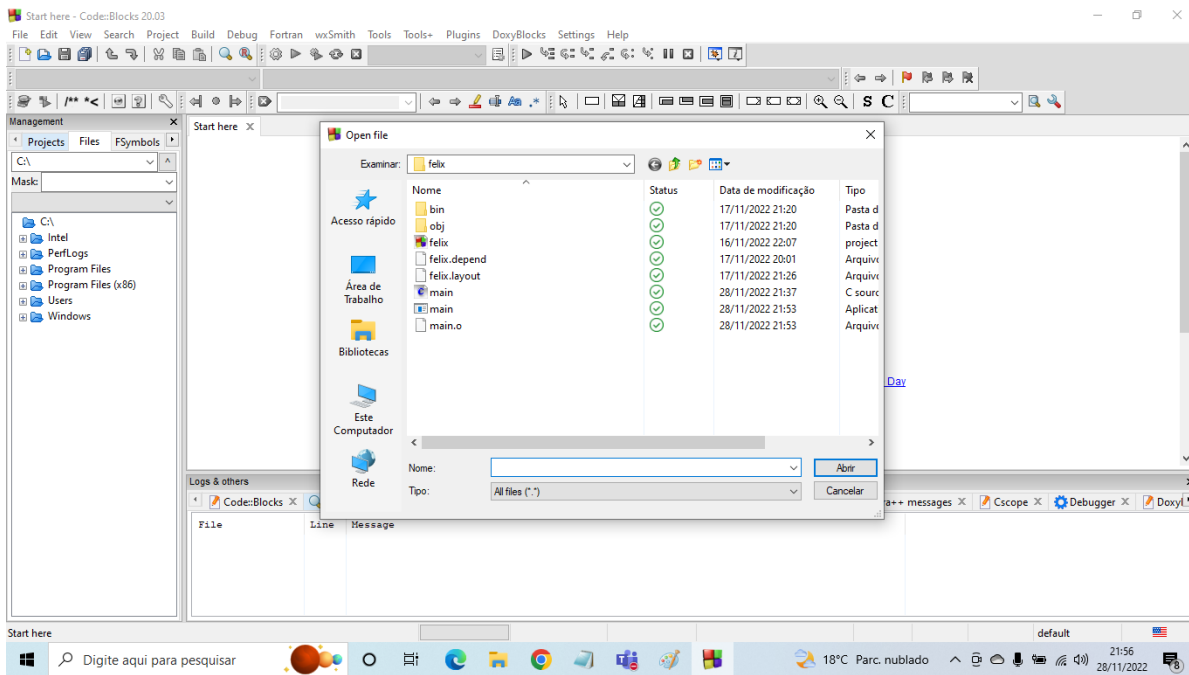 Start here - Code::Blocks 20.03
File Edit View Search Project Build Debug Fortran wxSmith Tools Tools+ Plugins DoxyBlocks Settings Help
/** *<
S C
Management
Projects Files FSymbols
C:\
Mask:
C:\
Intel
PerfLogs
Program Files
Program Files (x86)
Users
Windows
Start here
Open file
Examinar: felix
Acesso rápido
Área de
Trabalho
Bibliotecas
Este
Computador
Rede
Nome Status Data de modificação Tipo
bin 17/11/2022 21:20 Pasta d
obj 17/11/2022 21:20 Pasta d
felix 16/11/2022 22:07 project
felix.depend 17/11/2022 20:01 Arquivo
felix.layout 17/11/2022 21:26 Arquivo
main 28/11/2022 21:37 C sourc
main 28/11/2022 21:53 Aplicat
main.o 28/11/2022 21:53 Arquivo
Nome: Abrir
Tipo: All files (*.*) Cancelar
Day
Logs & others
Code::Blocks a++ messages Cscope Debugger Doxyl
File Line Message
Start here default
Digite aqui para pesquisar
18°C Parc. nublado
21:56
28/11/2022
8